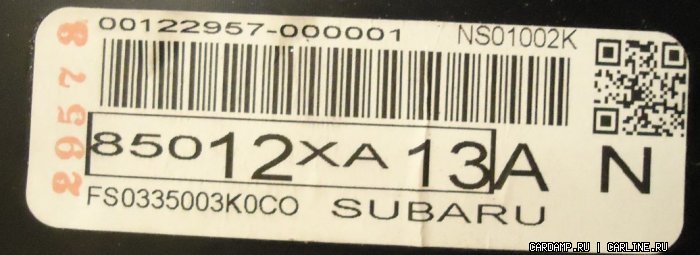 00122957-000001 NS01002K
29578
85012XA13A N
FS0335003K0CO SUBARU
CARDAMP.RU | CARLINE.RU